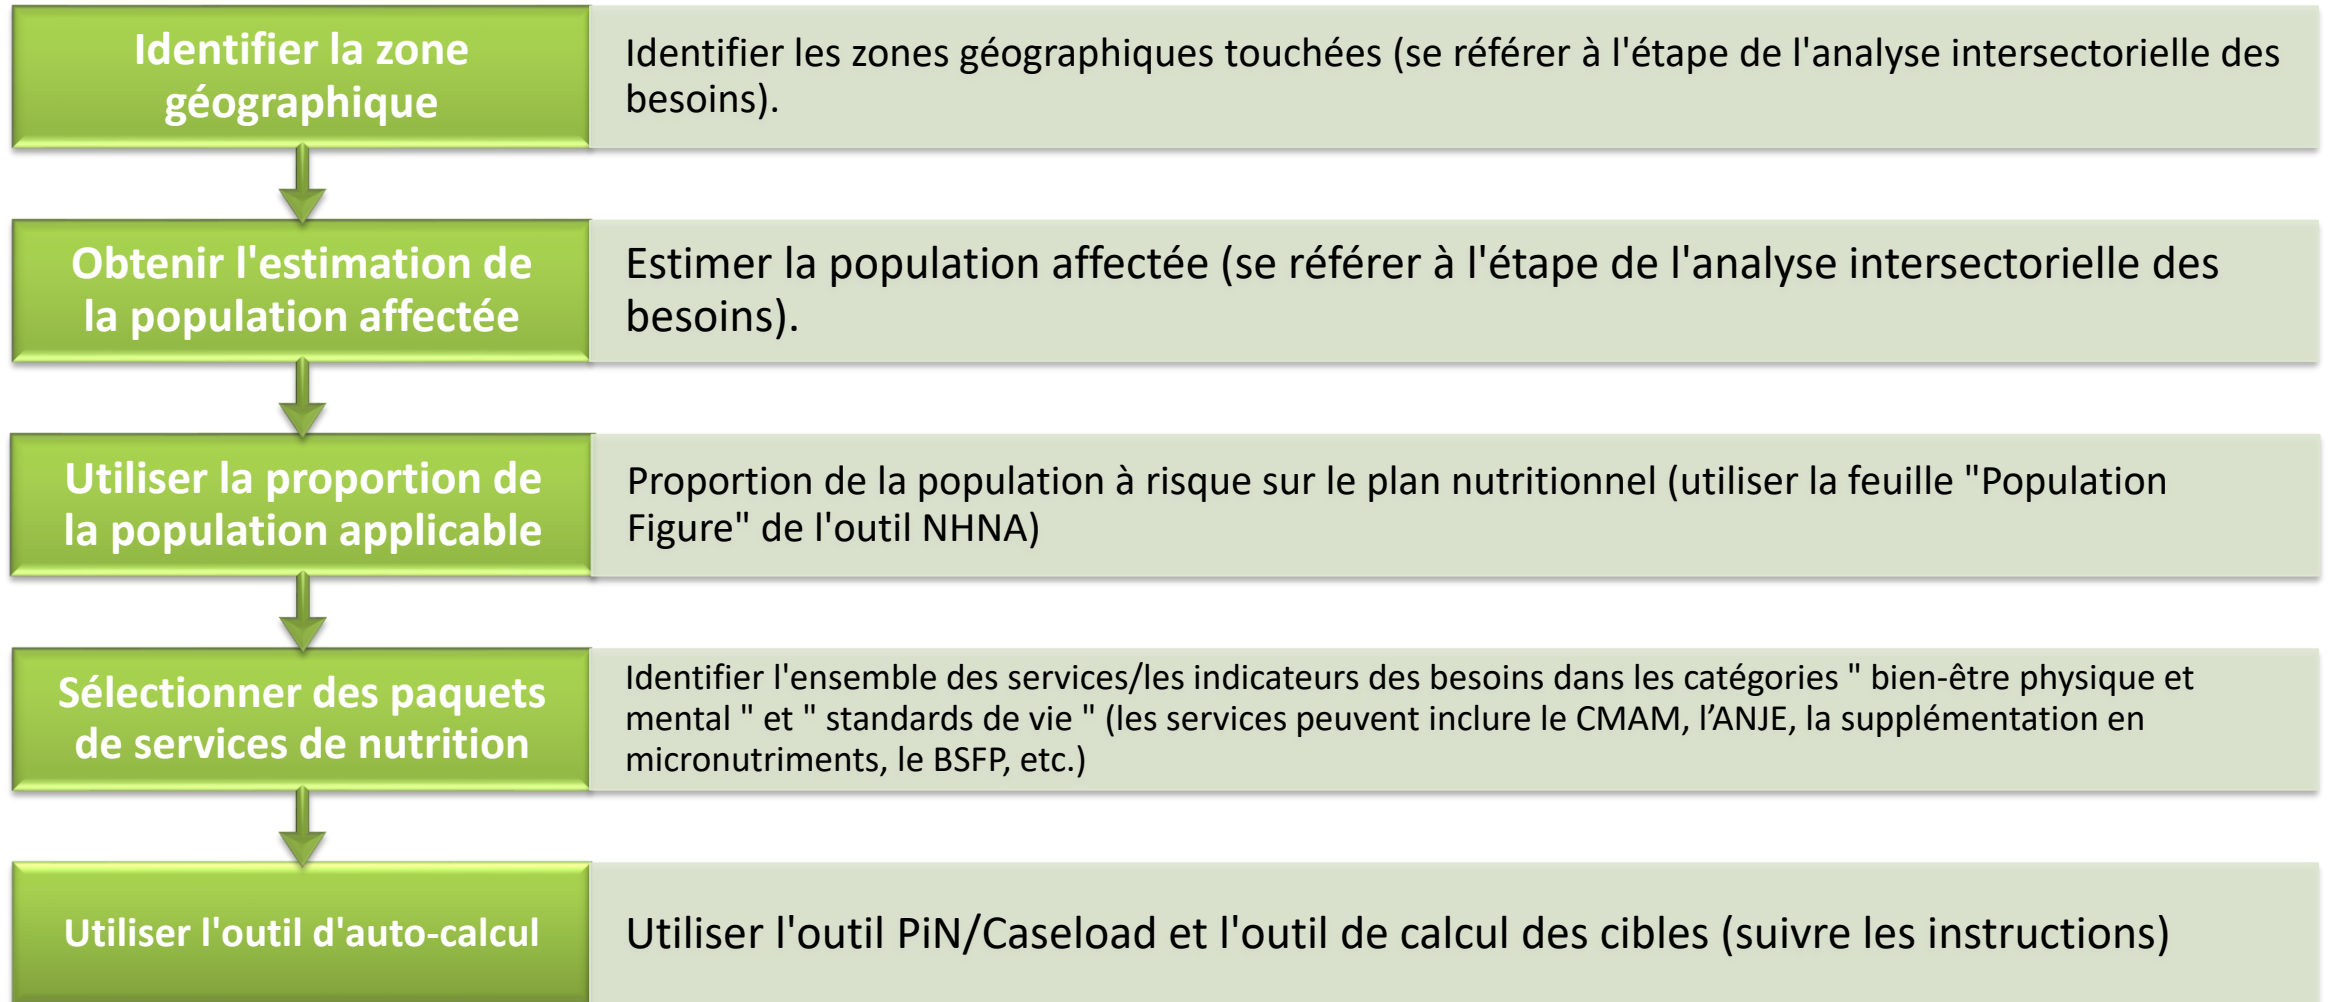 Identifier la zone
géographique
Identifier les zones géographiques touchées (se référer à l'étape de l'analyse intersectorielle des
besoins).
Obtenir l'estimation de
la population affectée
Estimer la population affectée (se référer à l'étape de l'analyse intersectorielle des
besoins).
Utiliser la proportion de
la population applicable
Proportion de la population à risque sur le plan nutritionnel (utiliser la feuille "Population
Figure" de l'outil NHNA)
Sélectionner des paquets
de services de nutrition
Identifier l'ensemble des services/les indicateurs des besoins dans les catégories " bien-être physique et
mental " et " standards de vie " (les services peuvent inclure le CMAM, l’ANJE, la supplémentation en
micronutriments, le BSFP, etc.)
Utiliser l'outil d'auto-calcul
Utiliser l'outil PiN/Caseload et l'outil de calcul des cibles (suivre les instructions)